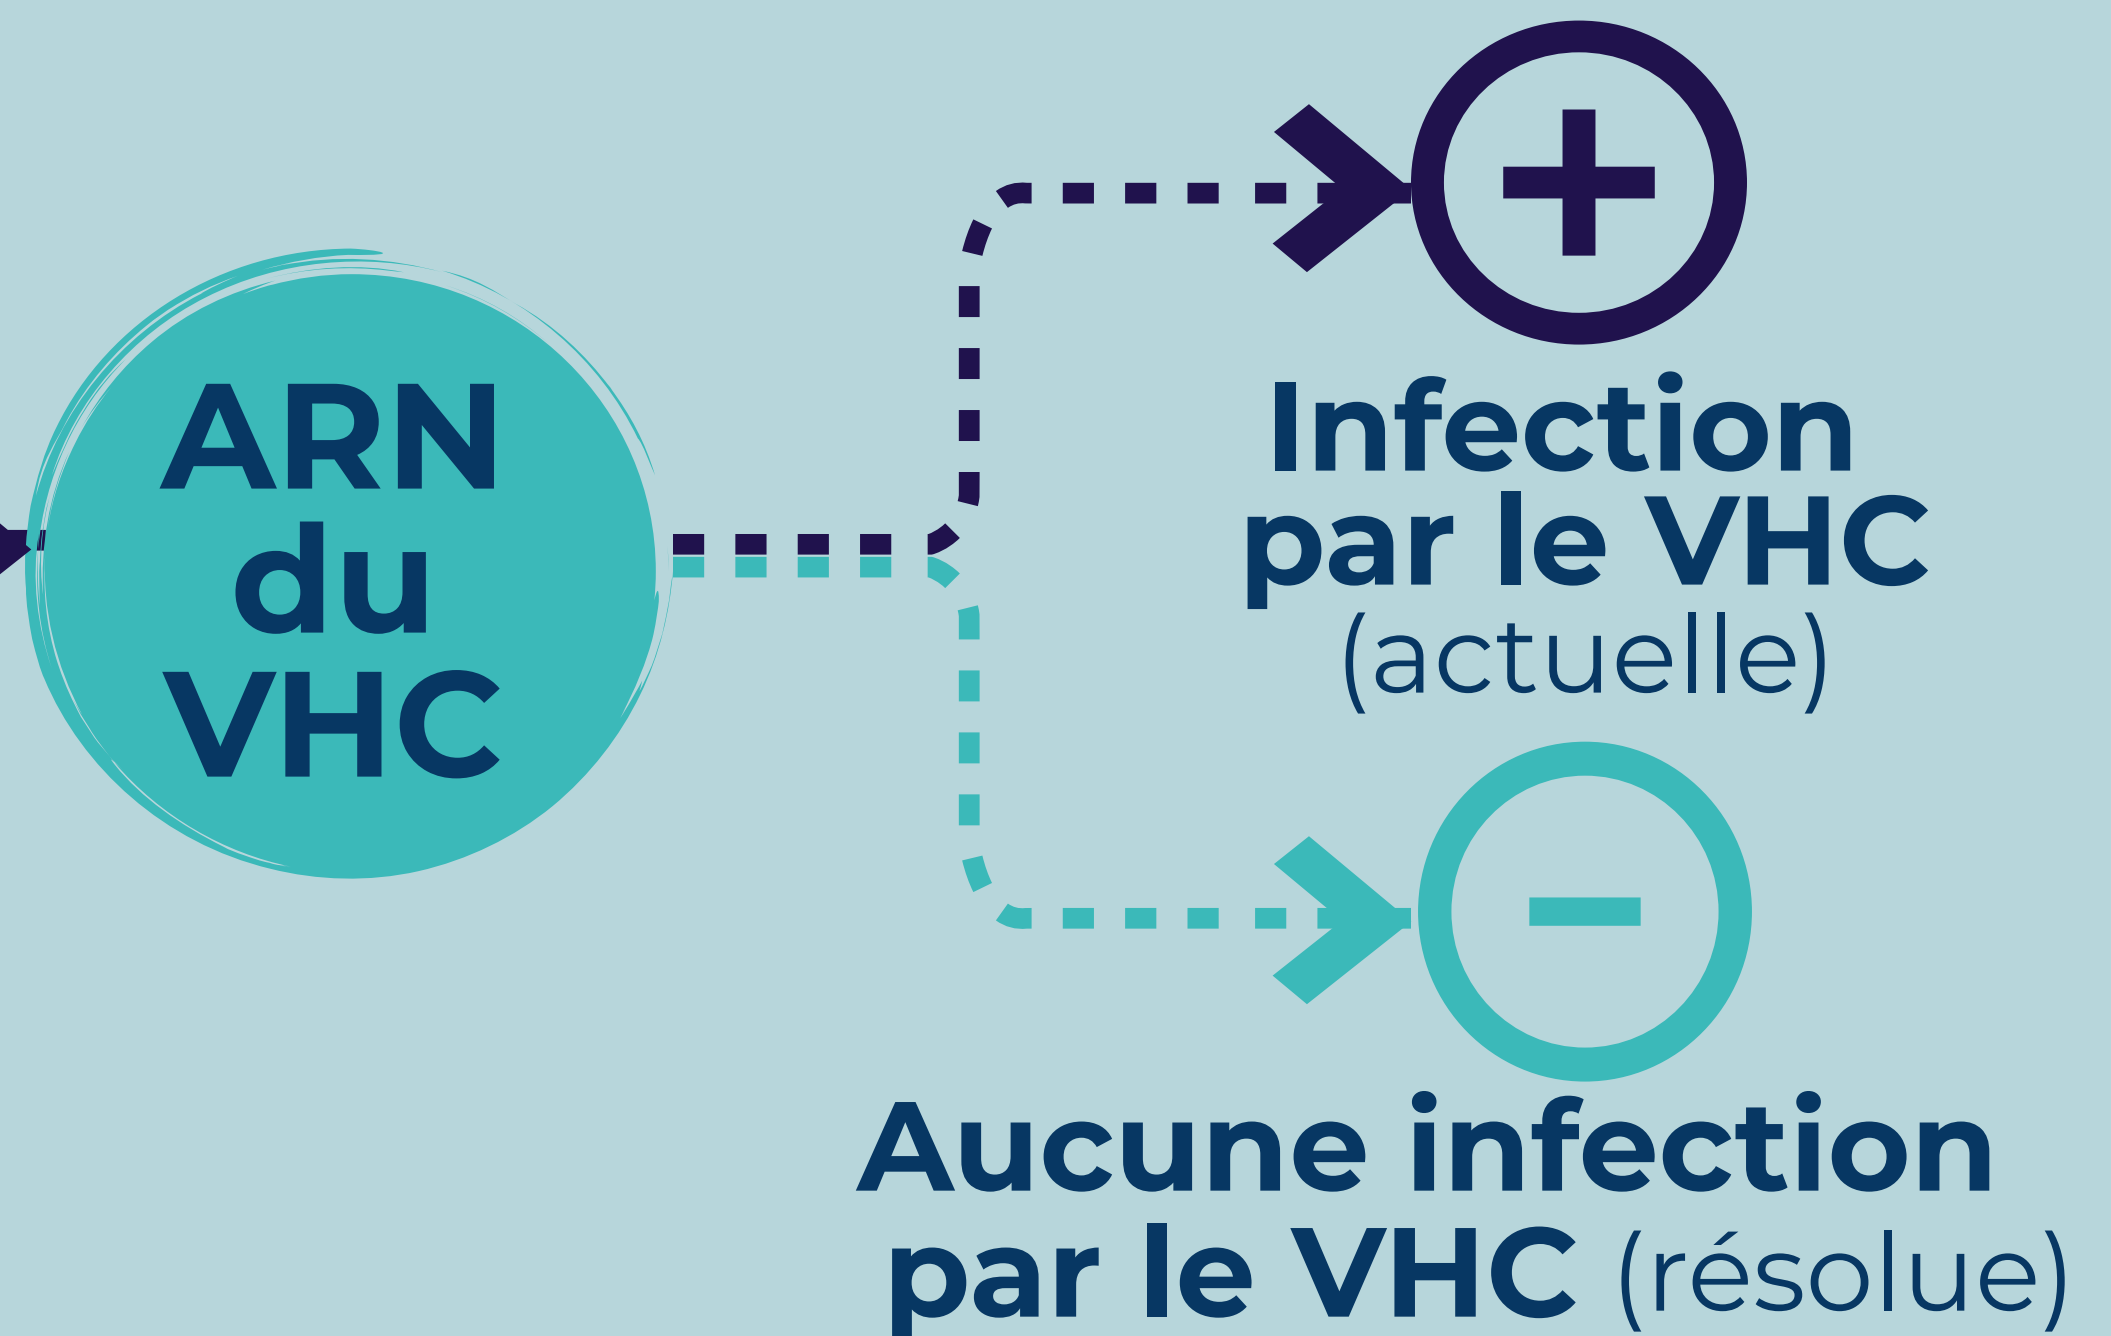 ARN
du
VHC
+
Infection
par le VHC
(actuelle)
−
Aucune infection
par le VHC (résolue)